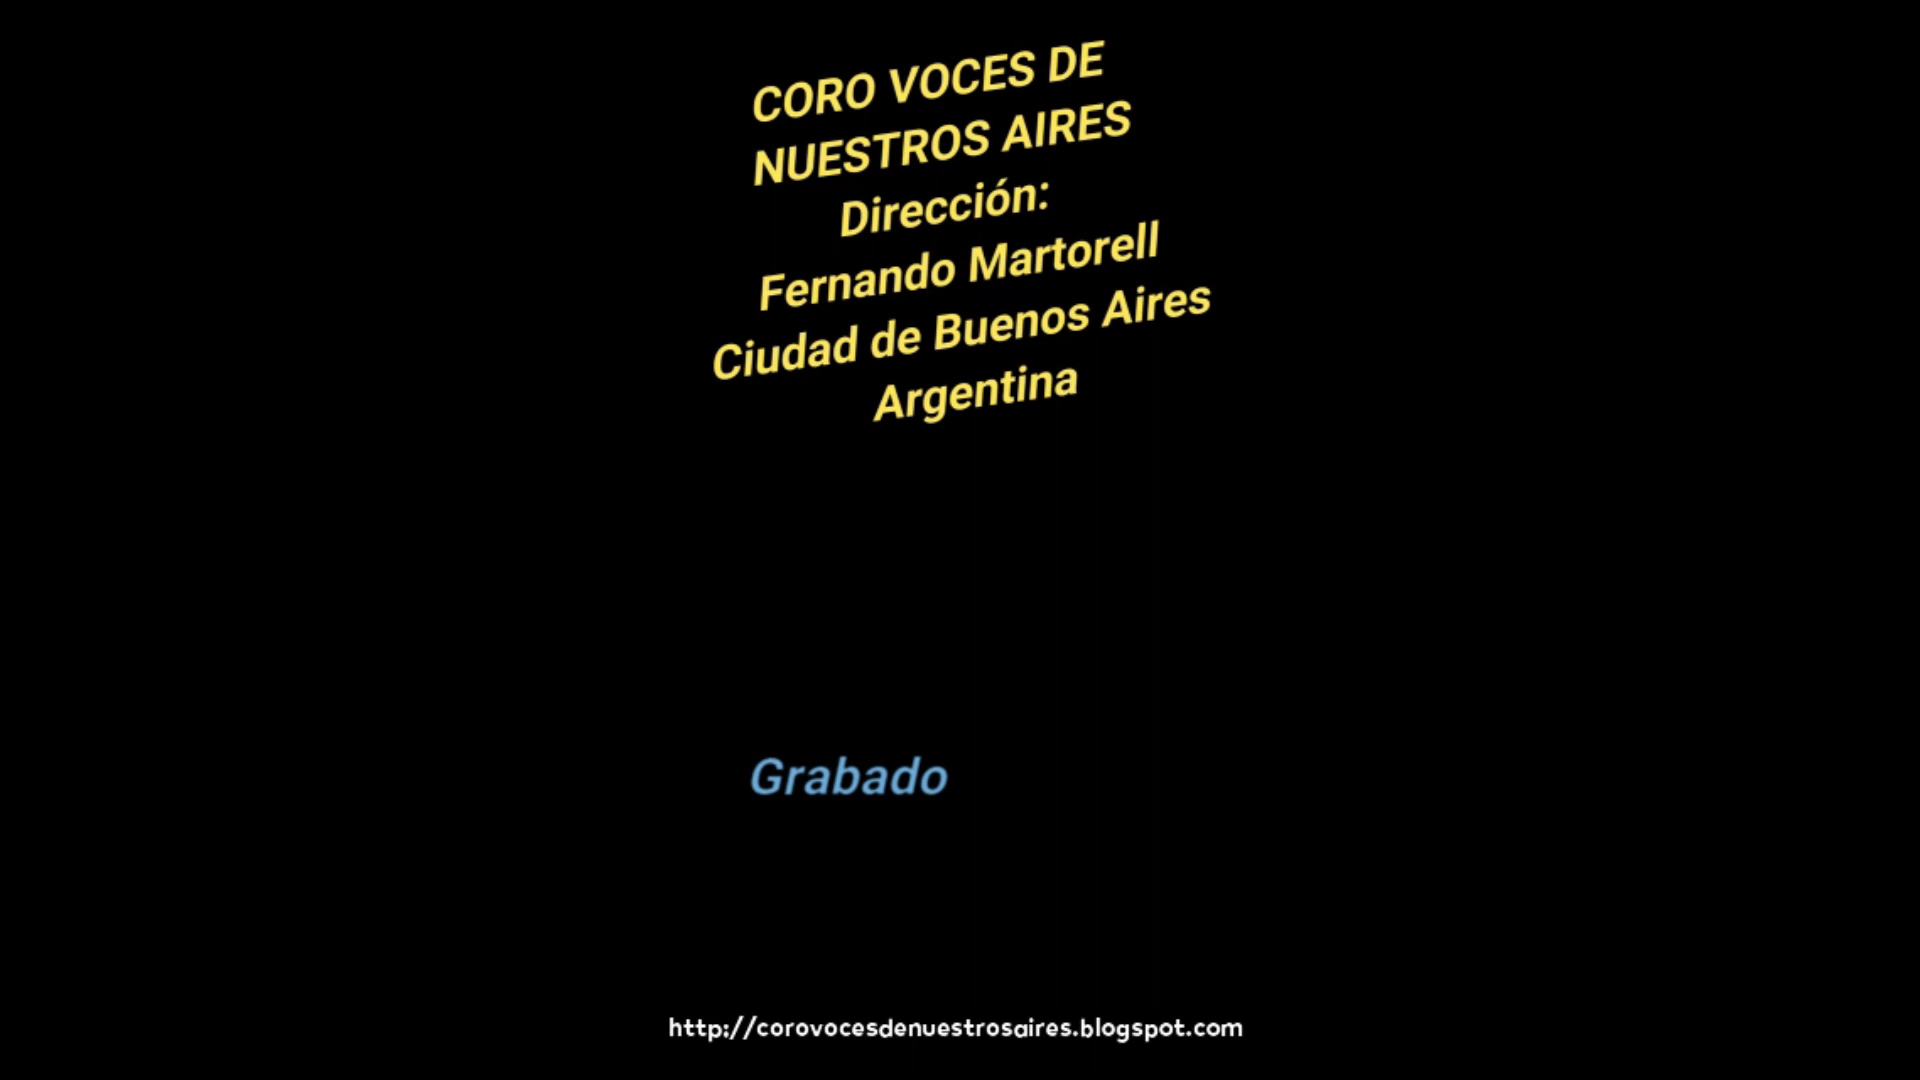 CORO VOCES DE
NUESTROS AIRES
Dirección:
Fernando Martorell
Ciudad de Buenos Aires
Argentina
Grabado
http://corovocesdenuestrosaires.blogspot.com